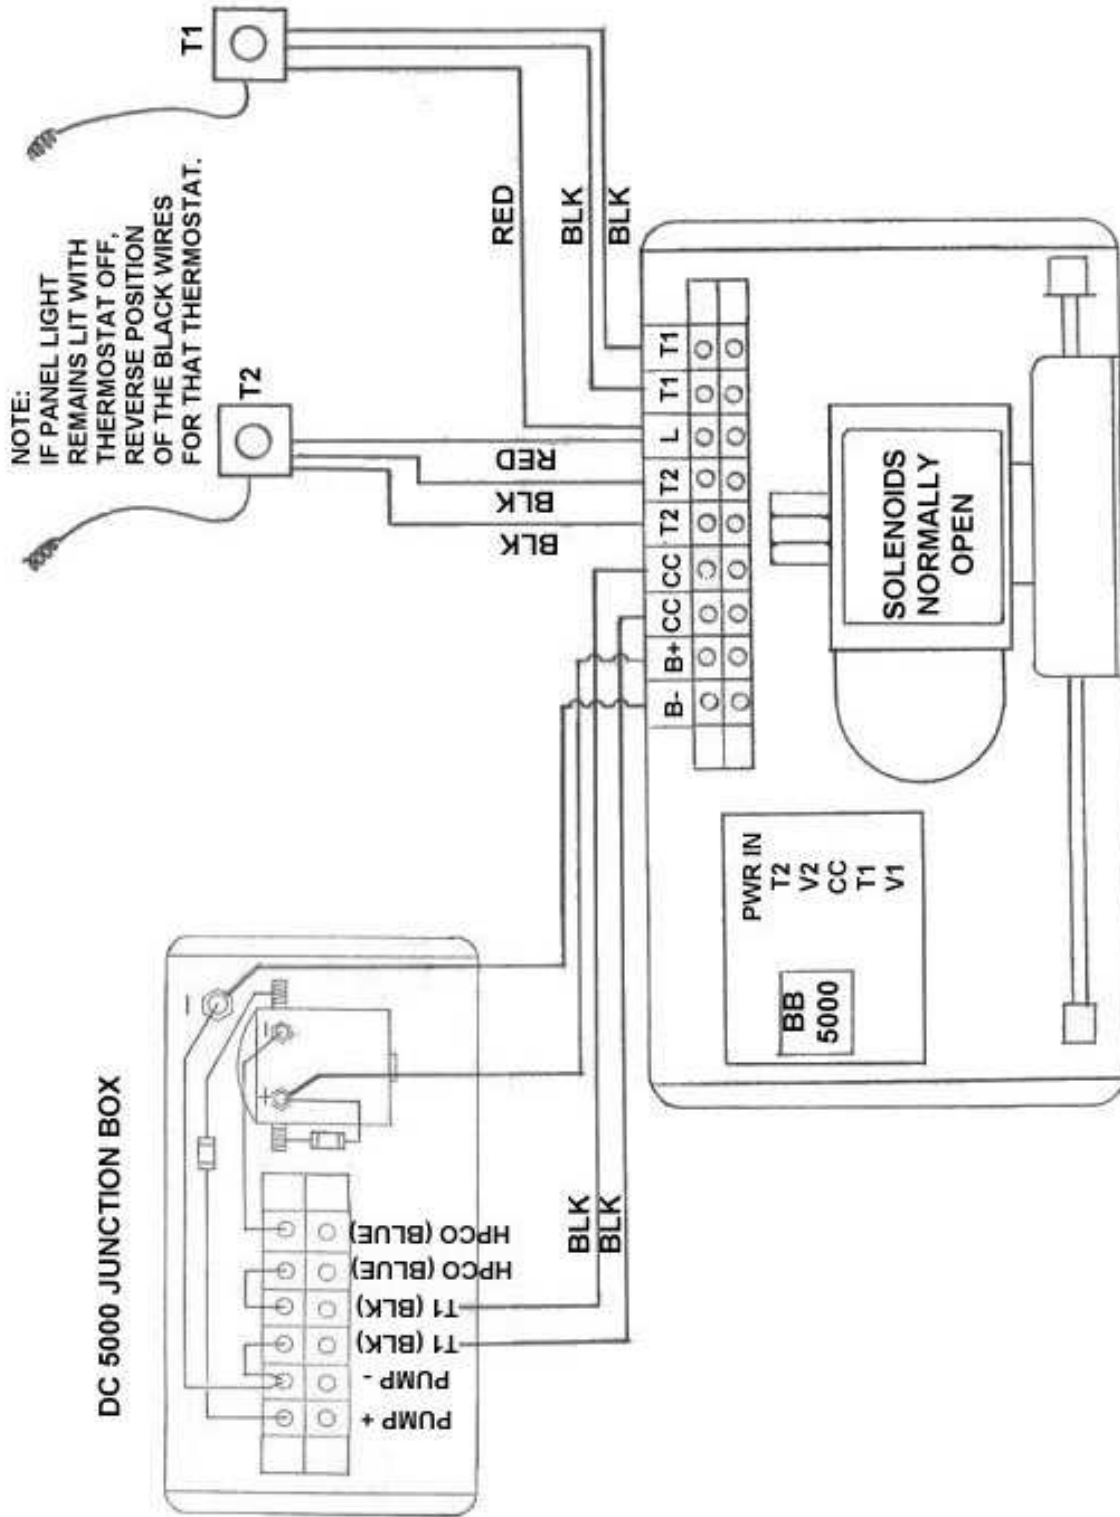 NOTE:
IF PANEL LIGHT
REMAINS LIT WITH
THERMOSTAT OFF,
REVERSE POSITION
OF THE BLACK WIRES
FOR THAT THERMOSTAT.
T1
T2
RED
BLK
BLK
RED
BLK
BLK
DC 5000 JUNCTION BOX
–
+ –
PUMP +
PUMP -
T1 (BLK)
T1 (BLK)
HPCO (BLUE)
HPCO (BLUE)
BLK
BLK
B- B+ CC CC T2 T2 L T1 T1
PWR IN
T2
V2
CC
T1
V1
BB
5000
SOLENOIDS
NORMALLY
OPEN